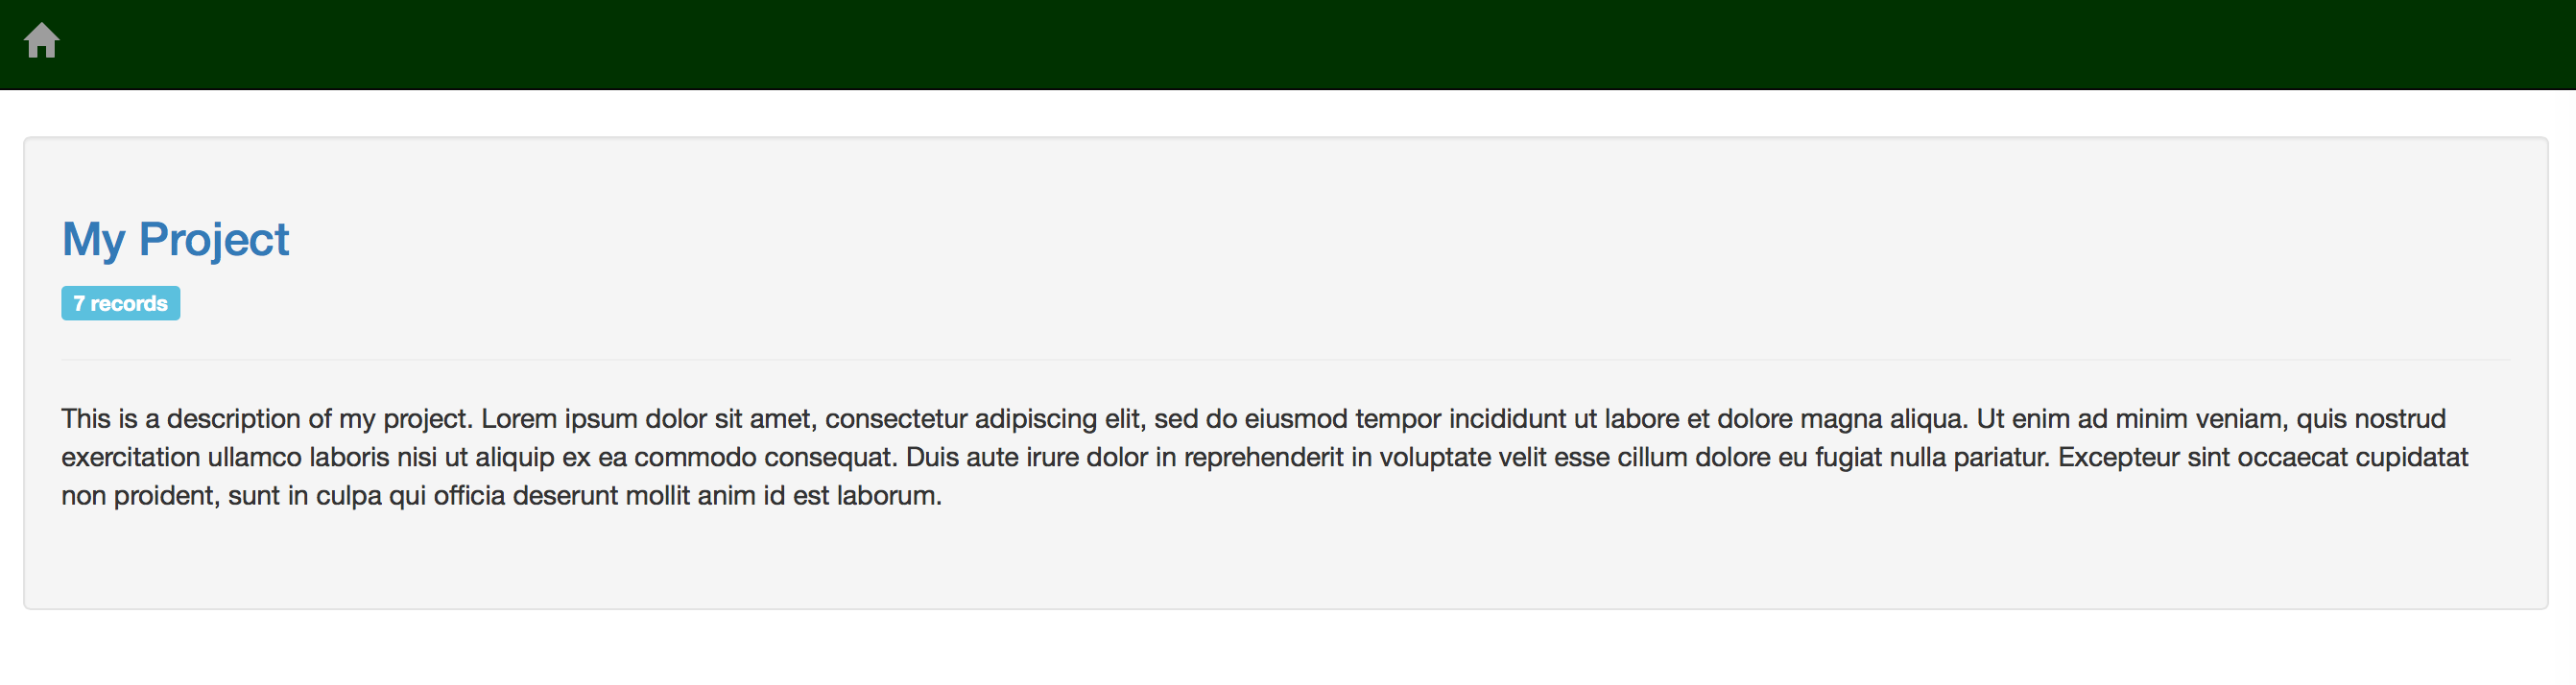 My Project
7 records
This is a description of my project. Lorem ipsum dolor sit amet, consectetur adipiscing elit, sed do eiusmod tempor incididunt ut labore et dolore magna aliqua. Ut enim ad minim veniam, quis nostrud
exercitation ullamco laboris nisi ut aliquip ex ea commodo consequat. Duis aute irure dolor in reprehenderit in voluptate velit esse cillum dolore eu fugiat nulla pariatur. Excepteur sint occaecat cupidatat
non proident, sunt in culpa qui officia deserunt mollit anim id est laborum.